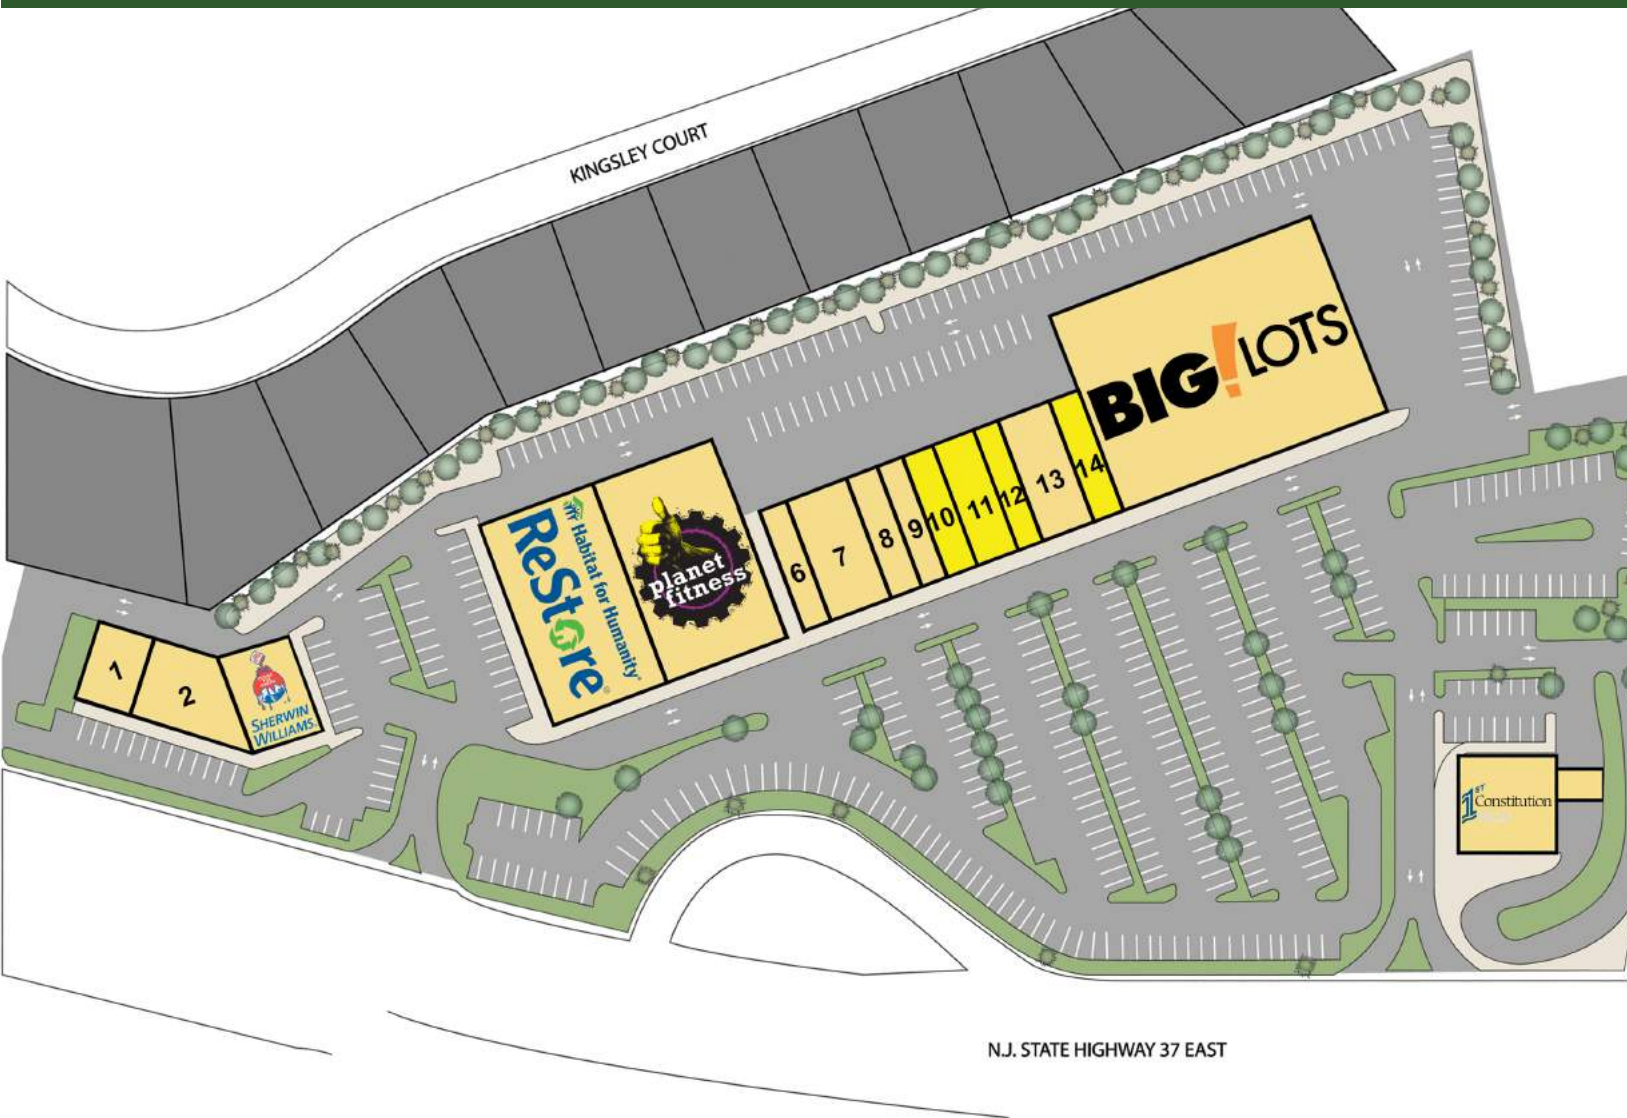 KINGSLEY COURT
BIG!LOTS
Habitat for Humanity®
ReStore®
planet
fitness
6
7
8
9
10
11
12
13
14
1
2
SHERWIN
WILLIAMS.
1ST
Constitution
N.J. STATE HIGHWAY 37 EAST